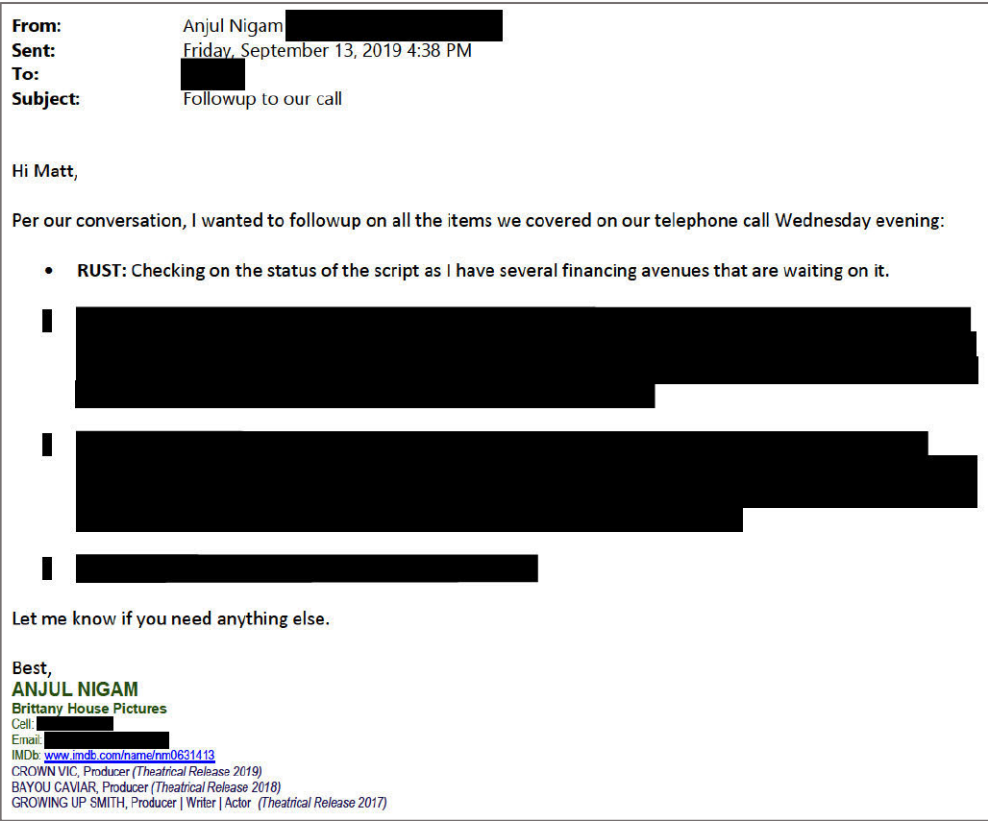 From: Anjul Nigam
Sent: Friday, September 13, 2019 4:38 PM
To:
Subject: Followup to our call
Hi Matt,
Per our conversation, I wanted to followup on all the items we covered on our telephone call Wednesday evening:
• RUST: Checking on the status of the script as I have several financing avenues that are waiting on it.
Let me know if you need anything else.
Best,
ANJUL NIGAM
Brittany House Pictures
Cell:
Email:
IMDb: www.imdb.com/name/nm0631413
CROWN VIC, Producer (Theatrical Release 2019)
BAYOU CAVIAR, Producer (Theatrical Release 2018)
GROWING UP SMITH, Producer | Writer | Actor (Theatrical Release 2017)